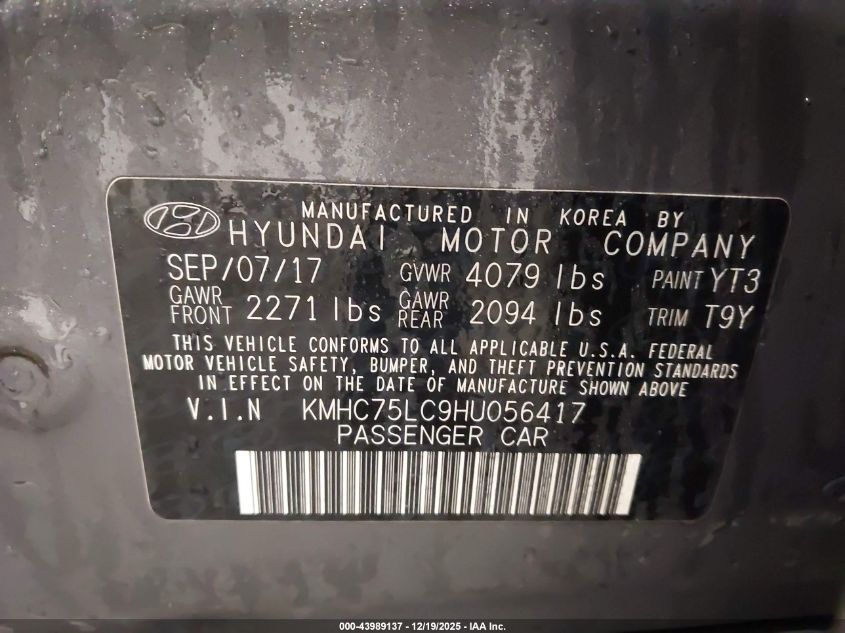 MANUFACTURED IN KOREA BY
HYUNDAI MOTOR COMPANY
SEP/07/17 GVWR 4079 lbs PAINT YT3
GAWR FRONT 2271 lbs GAWR REAR 2094 lbs TRIM T9Y
THIS VEHICLE CONFORMS TO ALL APPLICABLE U.S.A. FEDERAL
MOTOR VEHICLE SAFETY, BUMPER, AND THEFT PREVENTION STANDARDS
IN EFFECT ON THE DATE OF MANUFACTURE SHOWN ABOVE
V.I.N KMHC75LC9HU056417
PASSENGER CAR
000-43989137 - 12/19/2025 - IAA Inc.